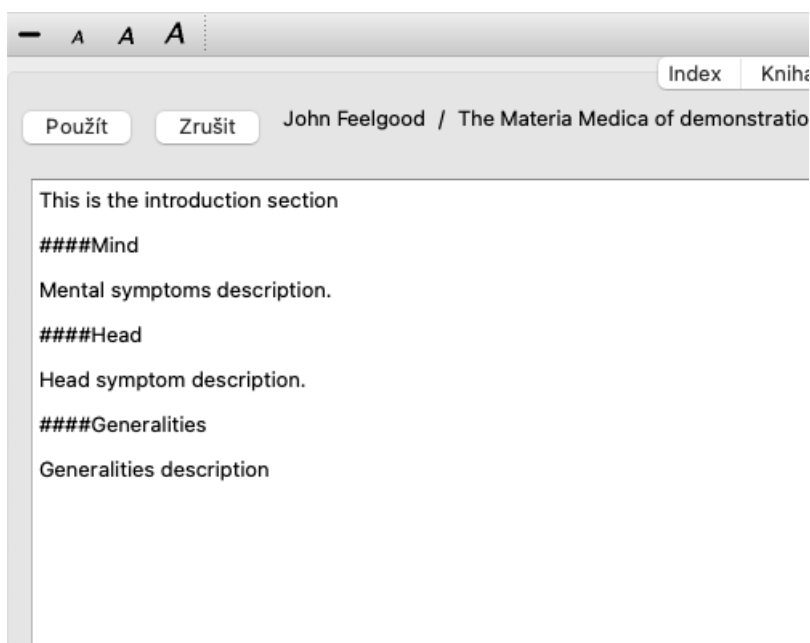 A A A
Index Kniha
Použít Zrušit John Feelgood / The Materia Medica of demonstratio
This is the introduction section
####Mind
Mental symptoms description.
####Head
Head symptom description.
####Generalities
Generalities description